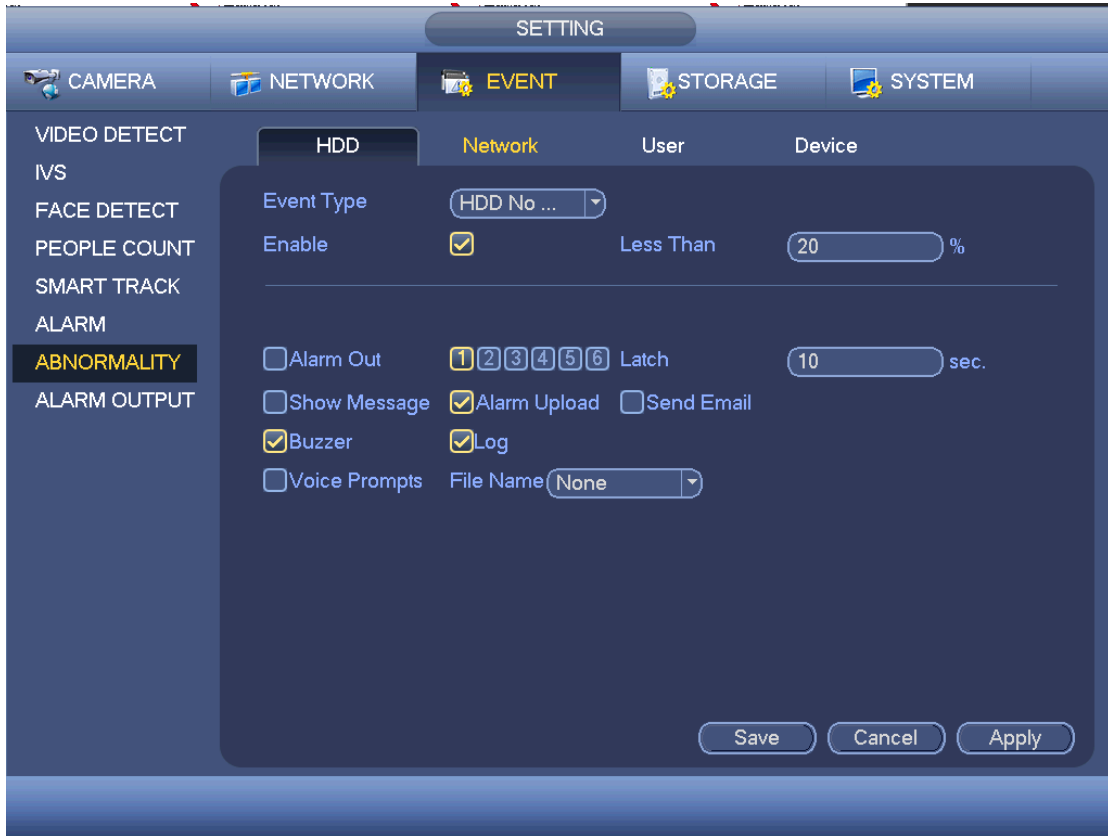 SETTING
CAMERA NETWORK EVENT STORAGE SYSTEM
VIDEO DETECT
IVS
FACE DETECT
PEOPLE COUNT
SMART TRACK
ALARM
ABNORMALITY
ALARM OUTPUT
HDD Network User Device
Event Type HDD No ...
Enable Less Than 20 %
Alarm Out 1 2 3 4 5 6 Latch 10 sec.
Show Message Alarm Upload Send Email
Buzzer Log
Voice Prompts File Name None
Save Cancel Apply